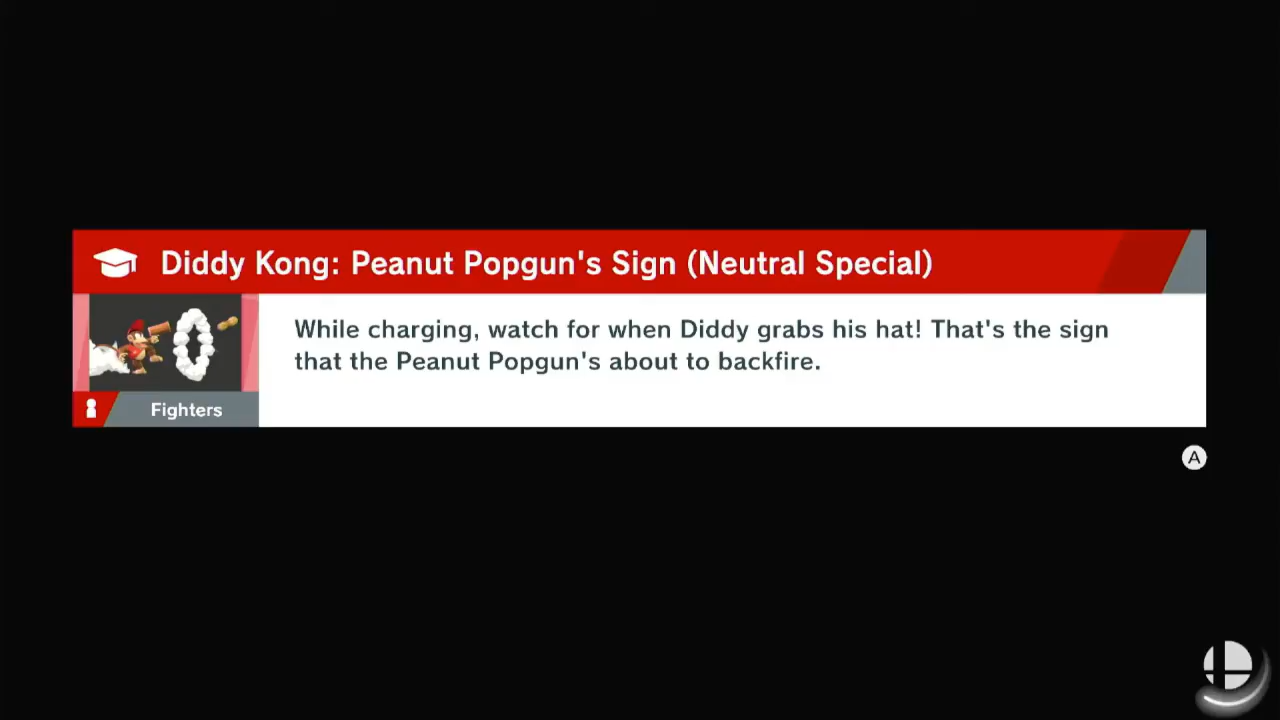 Diddy Kong: Peanut Popgun's Sign (Neutral Special)
While charging, watch for when Diddy grabs his hat! That's the sign
that the Peanut Popgun's about to backfire.
Fighters
A